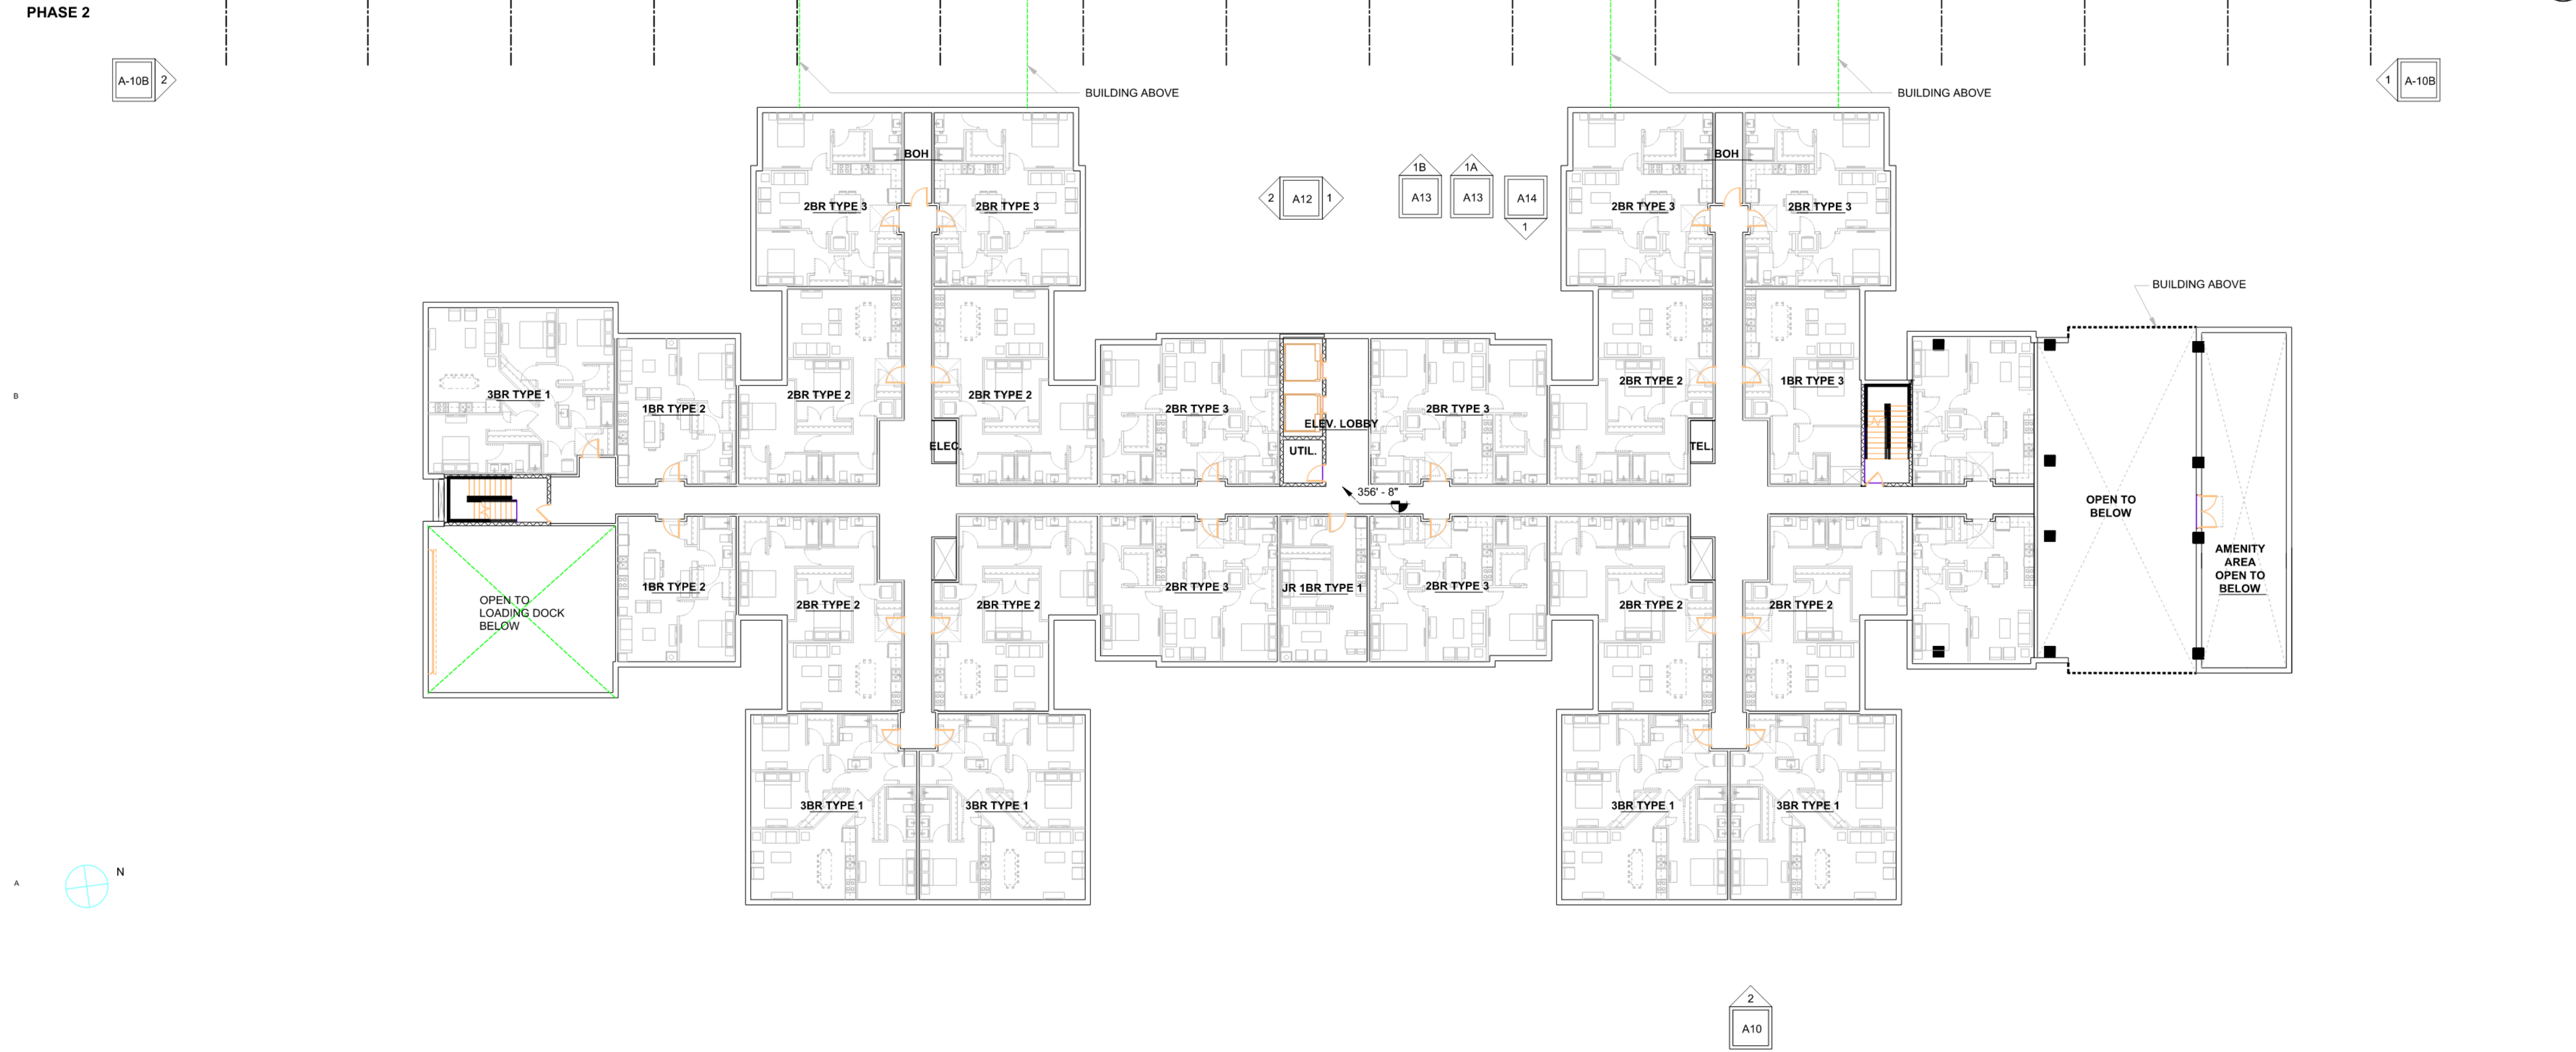 PHASE 2
A-10B
2
1
A-10B
BUILDING ABOVE
BUILDING ABOVE
BOH
BOH
1B
1A
2
A12
1
A13
A13
A14
1
2BR TYPE 3
2BR TYPE 3
2BR TYPE 3
2BR TYPE 3
BUILDING ABOVE
B
3BR TYPE 1
1BR TYPE 2
2BR TYPE 2
2BR TYPE 2
2BR TYPE 3
2BR TYPE 3
2BR TYPE 2
1BR TYPE 3
ELEV. LOBBY
ELEC.
UTIL.
TEL.
356' - 8"
OPEN TO
BELOW
AMENITY
AREA
OPEN TO
BELOW
OPEN TO
LOADING DOCK
BELOW
1BR TYPE 2
2BR TYPE 2
2BR TYPE 2
2BR TYPE 3
JR 1BR TYPE 1
2BR TYPE 3
2BR TYPE 2
2BR TYPE 2
3BR TYPE 1
3BR TYPE 1
3BR TYPE 1
3BR TYPE 1
A
N
2
A10